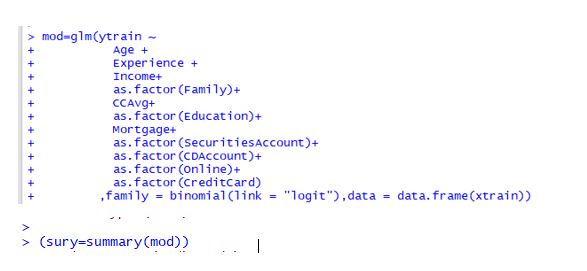 > mod=glm(ytrain ~
+ Age +
+ Experience +
+ Income+
+ as.factor(Family)+
+ CCAvg+
+ as.factor(Education)+
+ Mortgage+
+ as.factor(SecuritiesAccount)+
+ as.factor(CDAccount)+
+ as.factor(Online)+
+ as.factor(CreditCard)
+ ,family = binomial(link = "logit"),data = data.frame(xtrain))
>
> (sury=summary(mod))